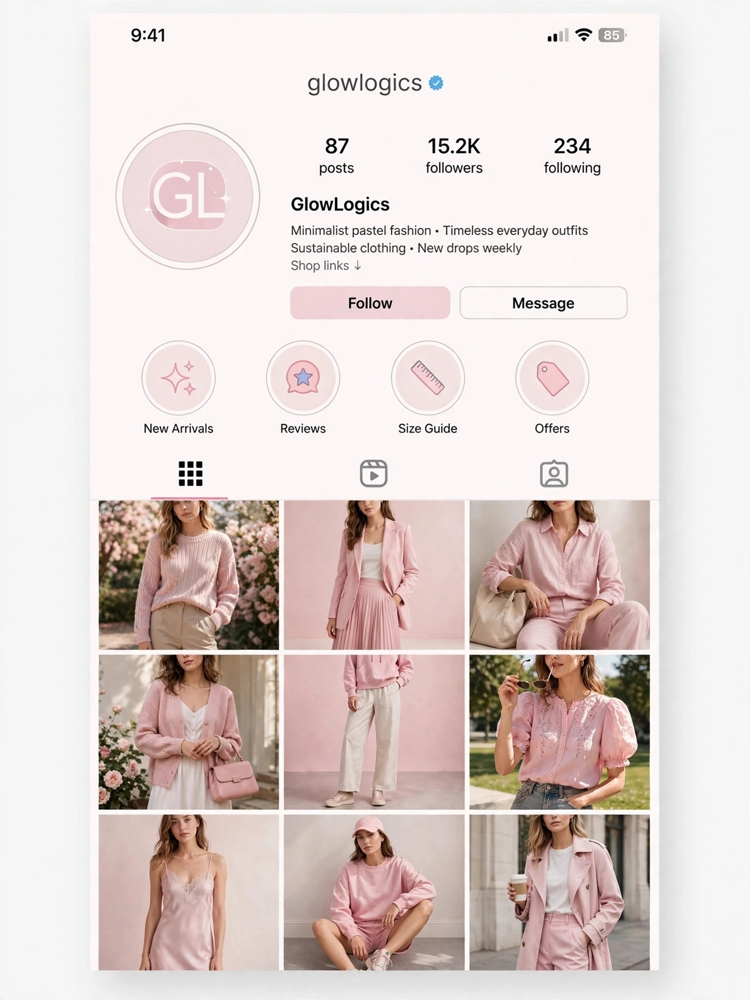 9:41
85
glowlogics
GL
87
posts
15.2K
followers
234
following
GlowLogics
Minimalist pastel fashion • Timeless everyday outfits
Sustainable clothing • New drops weekly
Shop links ↓
Follow
Message
New Arrivals
Reviews
Size Guide
Offers